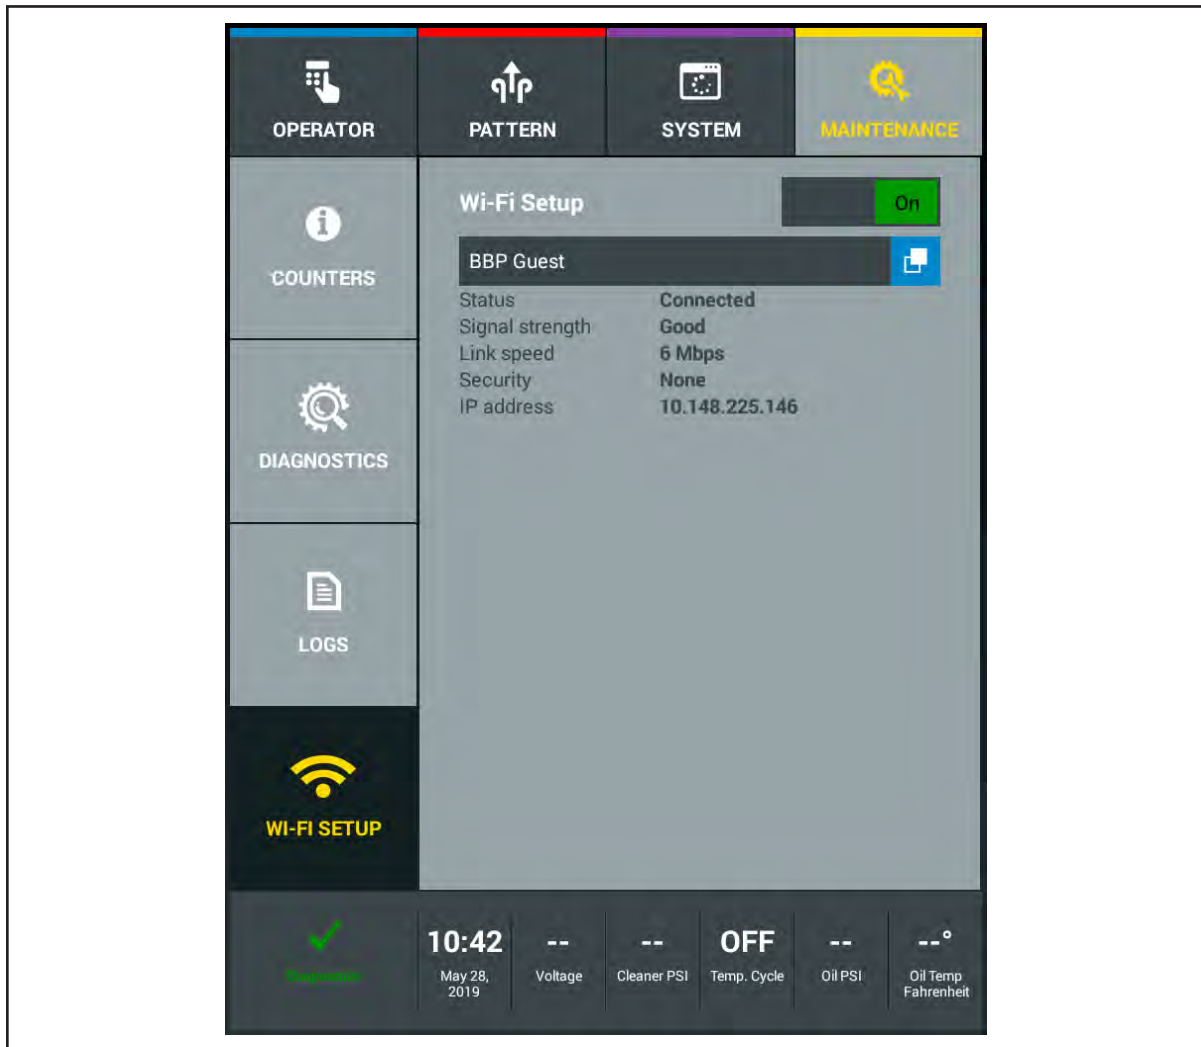 OPERATOR
PATTERN
SYSTEM
MAINTENANCE
COUNTERS
DIAGNOSTICS
LOGS
WI-FI SETUP
Wi-Fi Setup
On
BBP Guest
Status Connected
Signal strength Good
Link speed 6 Mbps
Security None
IP address 10.148.225.146
10:42
May 28,
2019
--
Voltage
--
Cleaner PSI
OFF
Temp. Cycle
--
Oil PSI
--°
Oil Temp
Fahrenheit